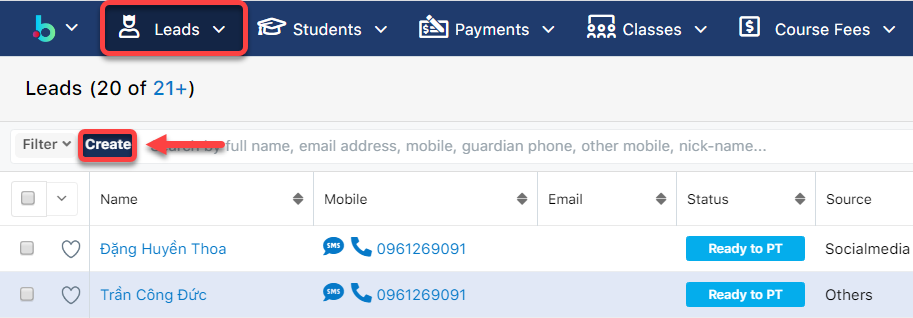 Leads Students Payments Classes Course Fees
Leads (20 of 21+)
Filter Create Search by full name, email address, mobile, guardian phone, other mobile, nick-name...
Name Mobile Email Status Source
Đặng Huyền Thoa SMS 0961269091 Ready to PT Socialmedia
Trần Công Đức SMS 0961269091 Ready to PT Others